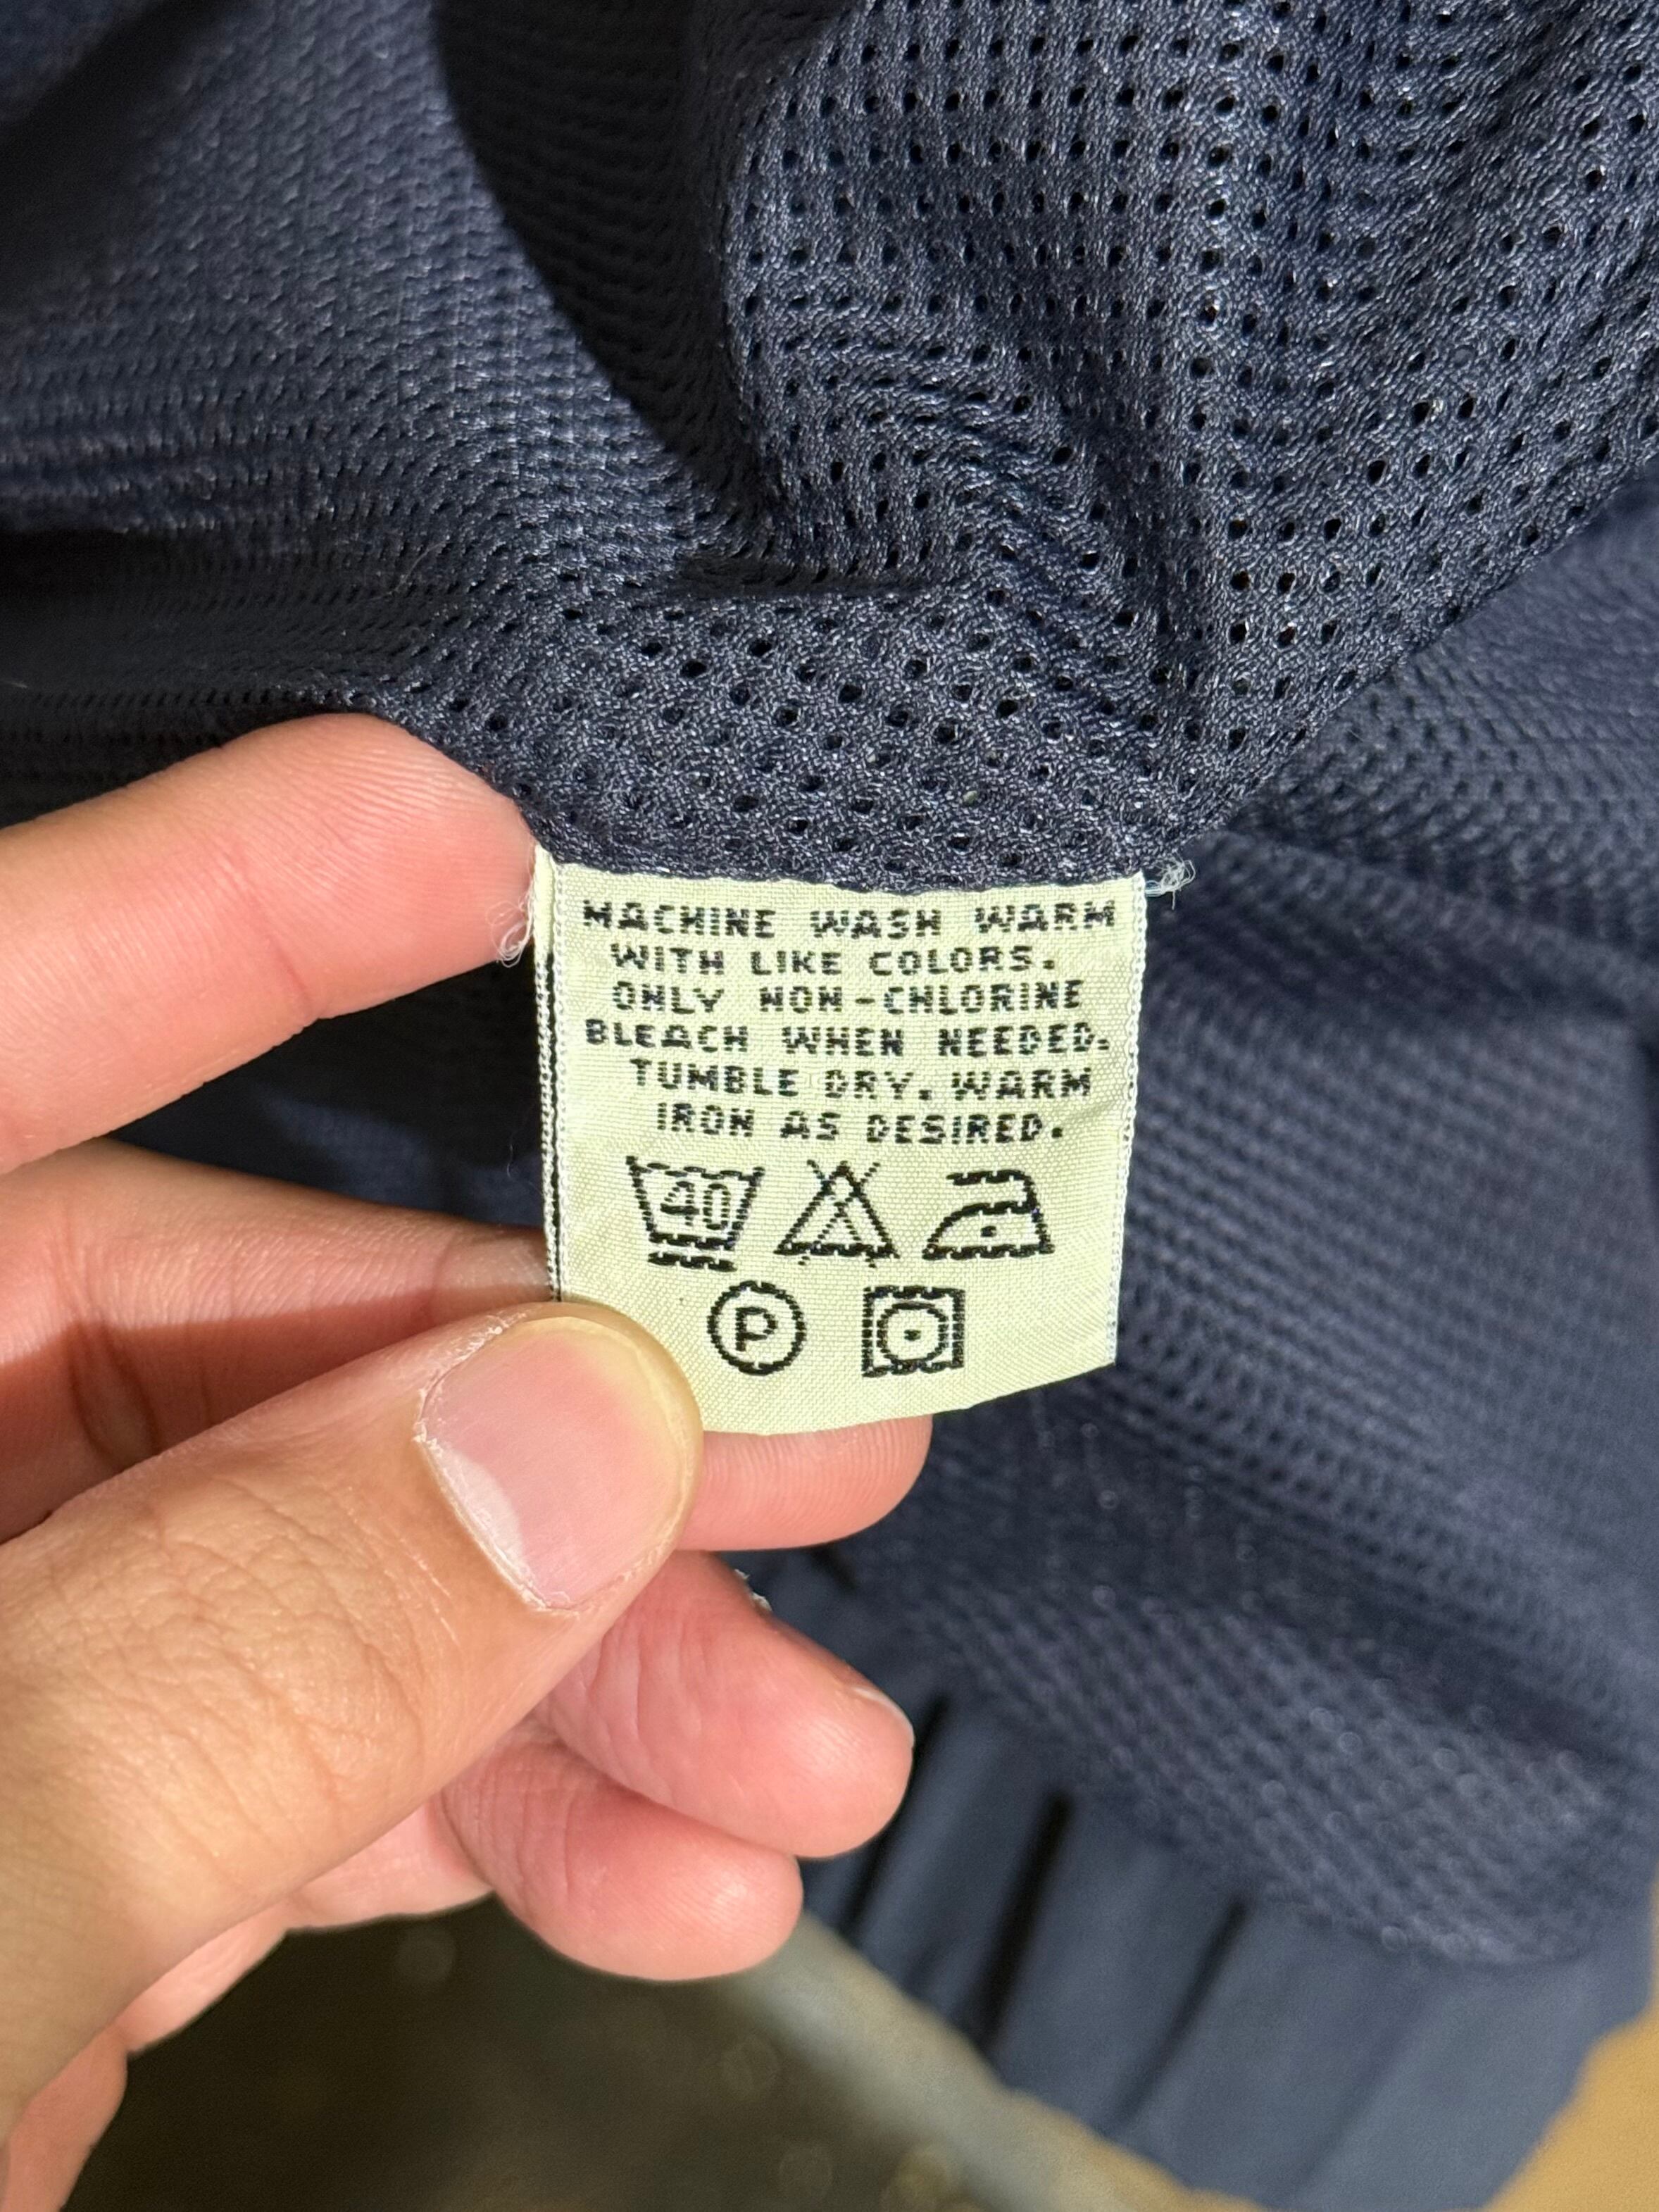 MACHINE WASH WARM
WITH LIKE COLORS.
ONLY NON-CHLORINE
BLEACH WHEN NEEDED.
TUMBLE DRY. WARM
IRON AS DESIRED.
40
P